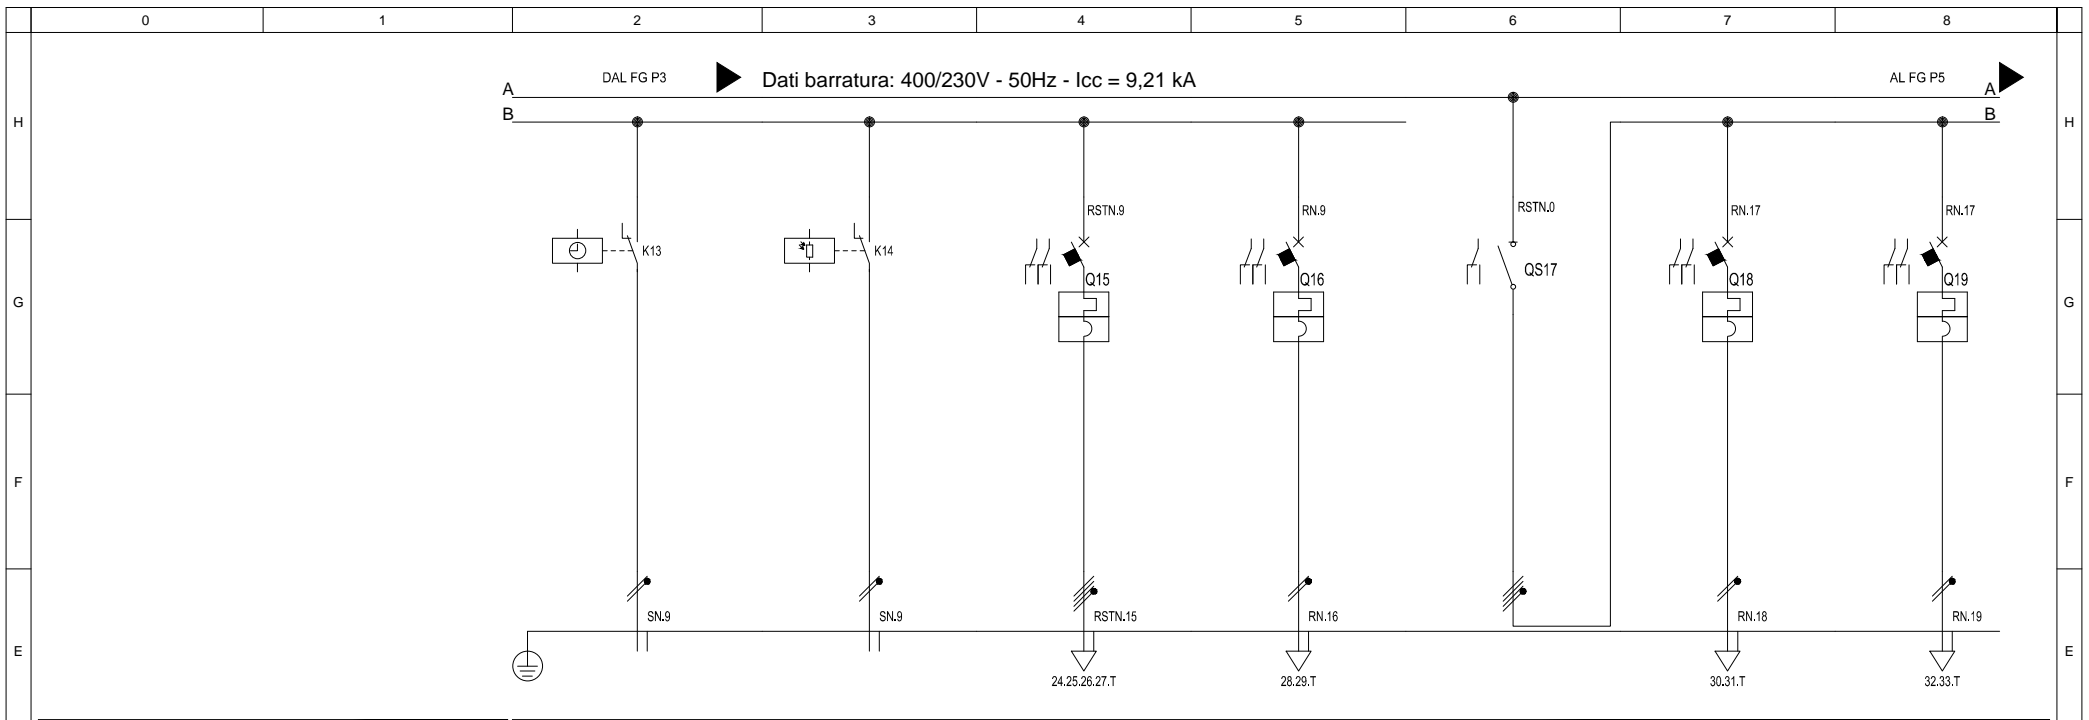 0 1 2 3 4 5 6 7 8
DAL FG P3 Dati barratura: 400/230V - 50Hz - Icc = 9,21 kA AL FG P5
A A
B B
H H
RSTN.9 RN.9 RSTN.0 RN.17 RN.17
K13 K14 QS17
Q15 Q16 Q18 Q19
G G
F F
SN.9 SN.9 RSTN.15 RN.16 RN.18 RN.19
E E
24.25.26.27.T 28.29.T 30.31.T 32.33.T